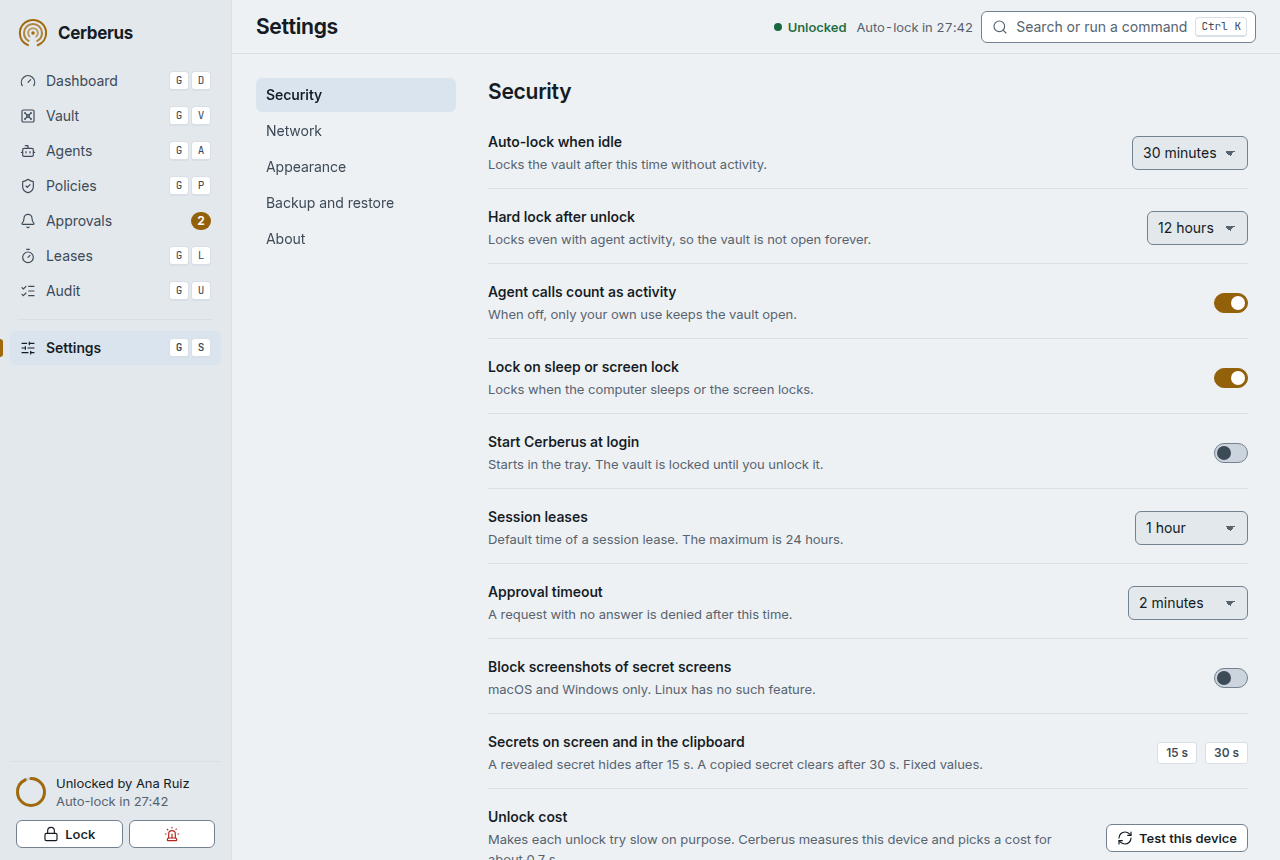 Cerberus
Dashboard G D
Vault G V
Agents G A
Policies G P
Approvals 2
Leases G L
Audit G U
Settings G S
Unlocked by Ana Ruiz
Auto-lock in 27:42
Lock
Settings
Unlocked Auto-lock in 27:42 Search or run a command Ctrl K
Security
Network
Appearance
Backup and restore
About
Security
Auto-lock when idle
Locks the vault after this time without activity.
30 minutes
Hard lock after unlock
Locks even with agent activity, so the vault is not open forever.
12 hours
Agent calls count as activity
When off, only your own use keeps the vault open.
Lock on sleep or screen lock
Locks when the computer sleeps or the screen locks.
Start Cerberus at login
Starts in the tray. The vault is locked until you unlock it.
Session leases
Default time of a session lease. The maximum is 24 hours.
1 hour
Approval timeout
A request with no answer is denied after this time.
2 minutes
Block screenshots of secret screens
macOS and Windows only. Linux has no such feature.
Secrets on screen and in the clipboard
A revealed secret hides after 15 s. A copied secret clears after 30 s. Fixed values.
15 s 30 s
Unlock cost
Makes each unlock try slow on purpose. Cerberus measures this device and picks a cost for
about 0.7 s.
Test this device